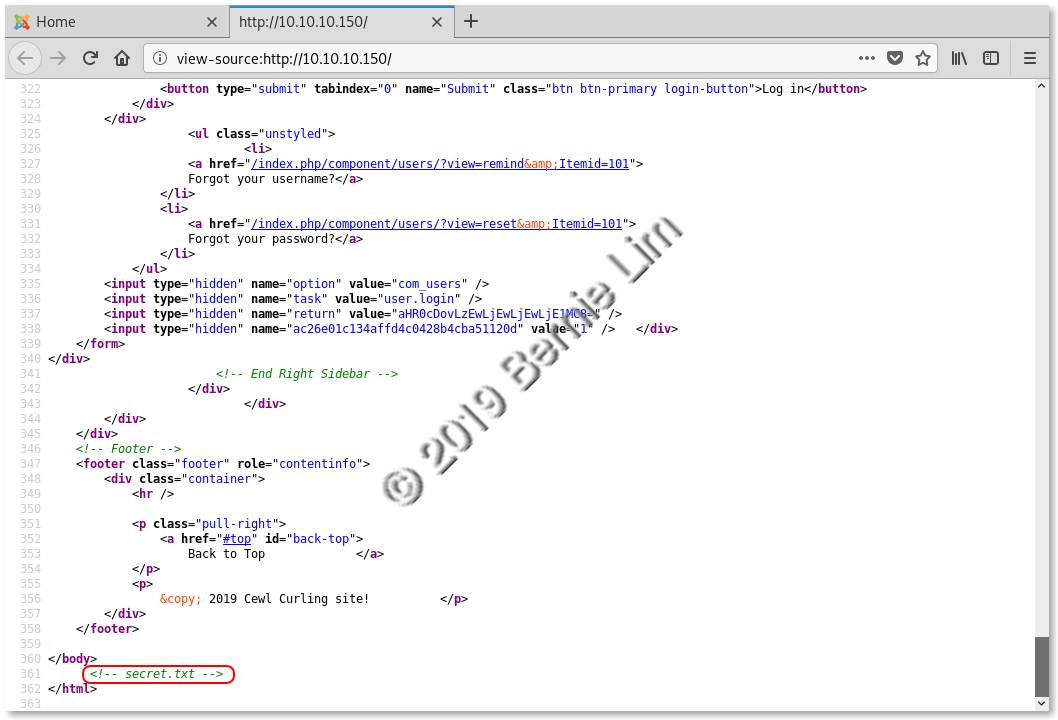 Home
http://10.10.10.150/
view-source:http://10.10.10.150/
322 <button type="submit" tabindex="0" name="Submit" class="btn btn-primary login-button">Log in</button>
323 </div>
324 </div>
325 <ul class="unstyled">
326 <li>
327 <a href="/index.php/component/users/?view=remind&amp;Itemid=101">
328 Forgot your username?</a>
329 </li>
330 <li>
331 <a href="/index.php/component/users/?view=reset&amp;Itemid=101">
332 Forgot your password?</a>
333 </li>
334 </ul>
335 <input type="hidden" name="option" value="com_users" />
336 <input type="hidden" name="task" value="user.login" />
337 <input type="hidden" name="return" value="aHR0cDovLzEwLjEwLjEwLjE1MC8=" />
338 <input type="hidden" name="ac26e01c134affd4c0428b4cba51120d" value="1" /> </div>
339 </form>
340 </div>
341 <!-- End Right Sidebar -->
342 </div>
343 </div>
344 </div>
345 </div>
346 <!-- Footer -->
347 <footer class="footer" role="contentinfo">
348 <div class="container">
349 <hr />
350
351 <p class="pull-right">
352 <a href="#top" id="back-top">
353 Back to Top </a>
354 </p>
355 <p>
356 &copy; 2019 Cewl Curling site! </p>
357 </div>
358 </footer>
359
360 </body>
361 <!-- secret.txt -->
362 </html>
363
© 2019 Bernie Lim